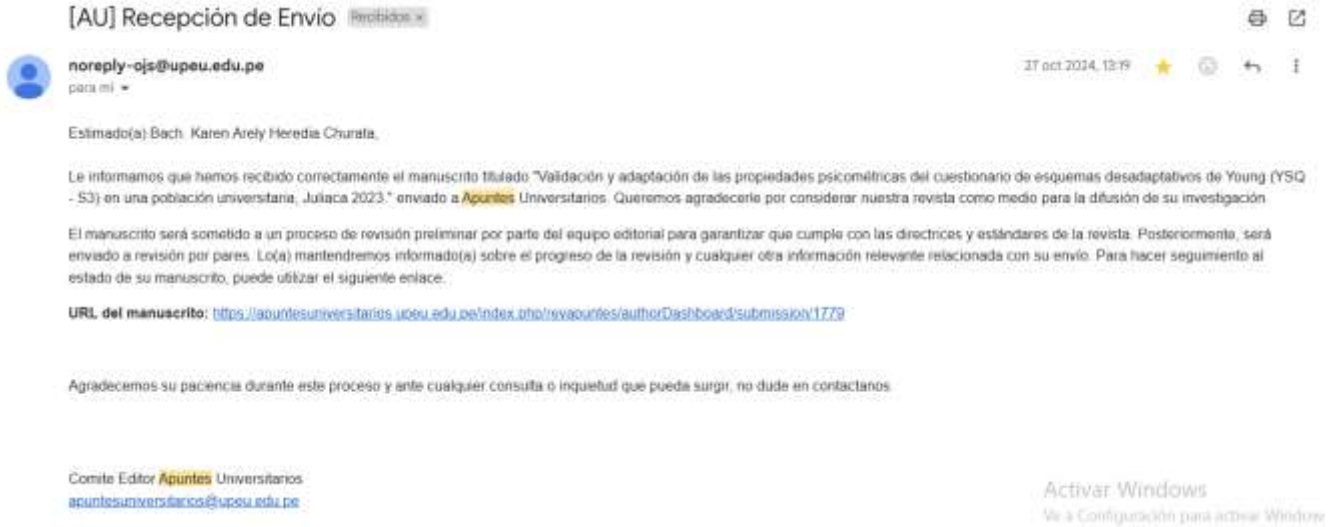 [AU] Recepción de Envío Recibidos ×
noreply-ojs@upeu.edu.pe
27 oct 2024, 13:19
para mí
Estimado(a) Bach. Karen Arely Heredia Churata,
Le informamos que hemos recibido correctamente el manuscrito titulado "Validación y adaptación de las propiedades psicométricas del cuestionario de esquemas desadaptativos de Young (YSQ
- S3) en una población universitaria, Juliaca 2023." enviado a Apuntes Universitarios. Queremos agradecerle por considerar nuestra revista como medio para la difusión de su investigación.
El manuscrito será sometido a un proceso de revisión preliminar por parte del equipo editorial para garantizar que cumple con las directrices y estándares de la revista. Posteriormente, será
enviado a revisión por pares. Lo(a) mantendremos informado(a) sobre el progreso de la revisión y cualquier otra información relevante relacionada con su envío. Para hacer seguimiento al
estado de su manuscrito, puede utilizar el siguiente enlace:
URL del manuscrito: https://apuntesuniversitarios.upeu.edu.pe/index.php/revapuntes/authorDashboard/submission/1779
Agradecemos su paciencia durante este proceso y ante cualquier consulta o inquietud que pueda surgir, no dude en contactanos.
Comite Editor Apuntes Universitarios
apuntesuniversitarios@upeu.edu.pe
Activar Windows
Ve a Configuración para activar Window